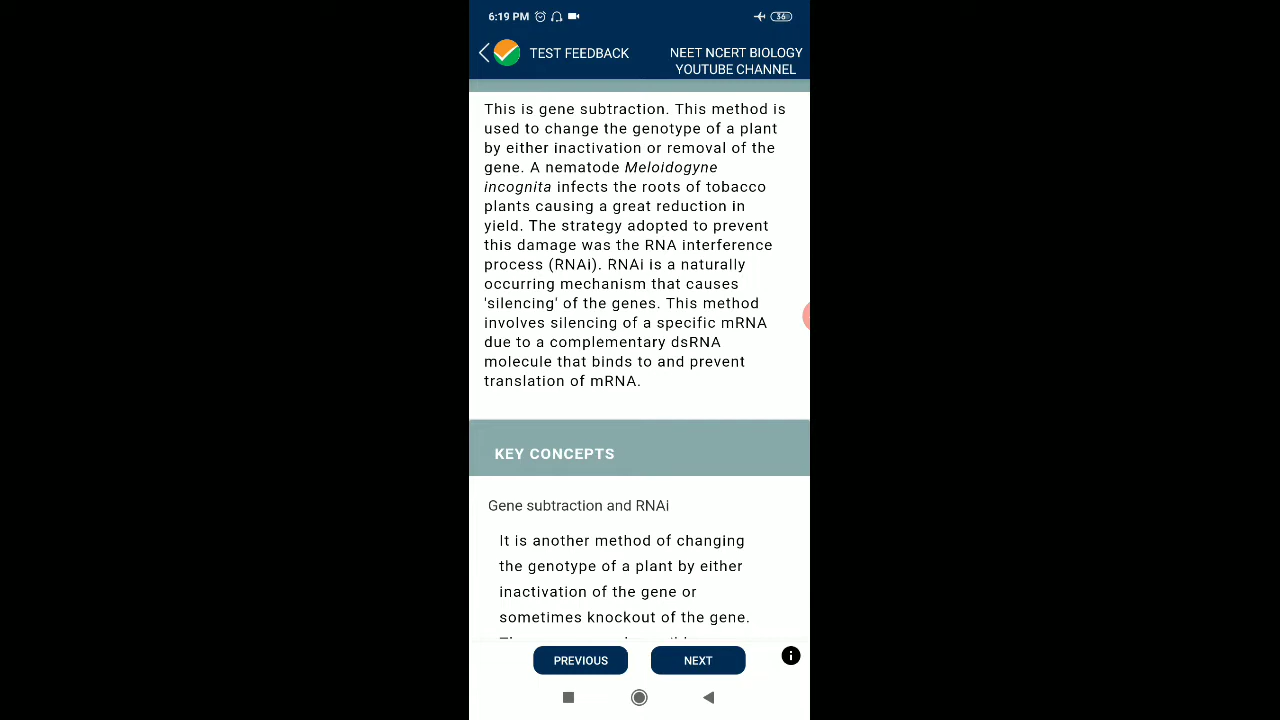 6:19 PM
36
TEST FEEDBACK
NEET NCERT BIOLOGY
YOUTUBE CHANNEL
This is gene subtraction. This method is
used to change the genotype of a plant
by either inactivation or removal of the
gene. A nematode Meloidogyne
incognita infects the roots of tobacco
plants causing a great reduction in
yield. The strategy adopted to prevent
this damage was the RNA interference
process (RNAi). RNAi is a naturally
occurring mechanism that causes
'silencing' of the genes. This method
involves silencing of a specific mRNA
due to a complementary dsRNA
molecule that binds to and prevent
translation of mRNA.
KEY CONCEPTS
Gene subtraction and RNAi
It is another method of changing
the genotype of a plant by either
inactivation of the gene or
sometimes knockout of the gene.
PREVIOUS
NEXT